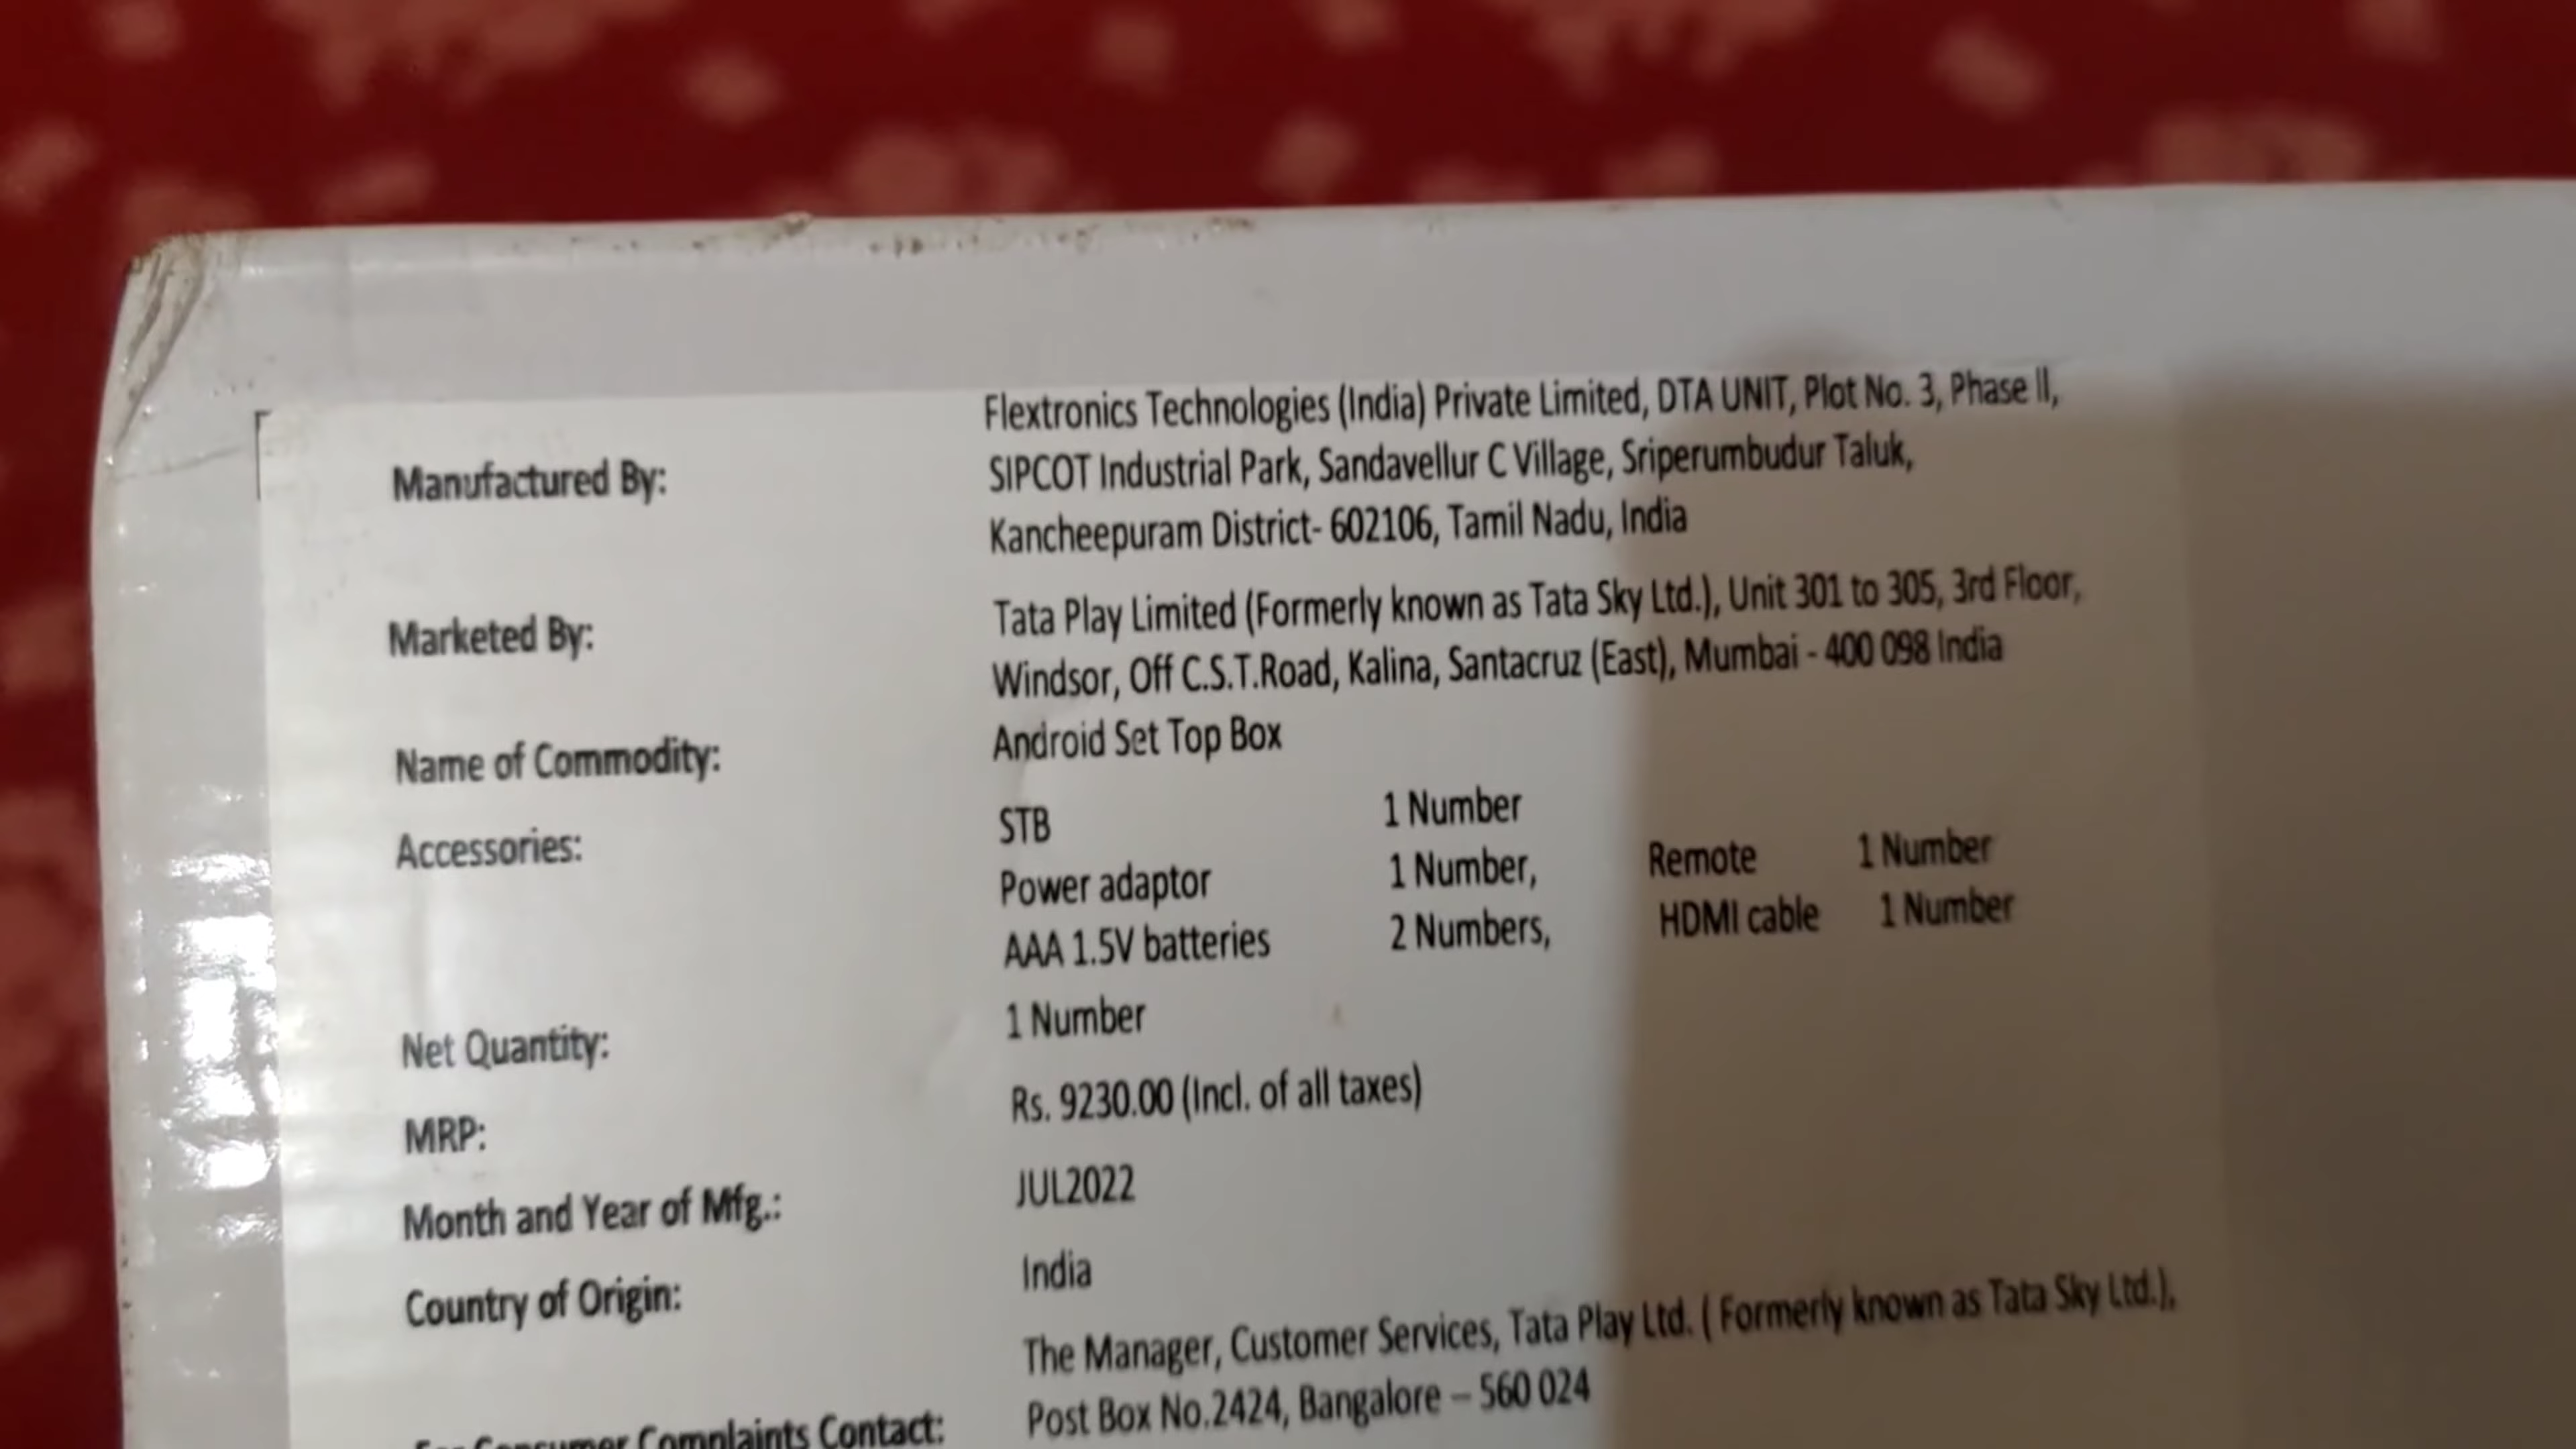 Flextronics Technologies (India) Private Limited, DTA UNIT, Plot No. 3, Phase II,
Manufactured By: SIPCOT Industrial Park, Sandavellur C Village, Sriperumbudur Taluk,
Kancheepuram District- 602106, Tamil Nadu, India
Marketed By: Tata Play Limited (Formerly known as Tata Sky Ltd.), Unit 301 to 305, 3rd Floor,
Windsor, Off C.S.T.Road, Kalina, Santacruz (East), Mumbai - 400 098 India
Name of Commodity: Android Set Top Box
Accessories: STB 1 Number
Power adaptor 1 Number, Remote 1 Number
AAA 1.5V batteries 2 Numbers, HDMI cable 1 Number
Net Quantity: 1 Number
MRP: Rs. 9230.00 (Incl. of all taxes)
Month and Year of Mfg.: JUL2022
Country of Origin: India
The Manager, Customer Services, Tata Play Ltd. ( Formerly known as Tata Sky Ltd.),
For Consumer Complaints Contact: Post Box No.2424, Bangalore – 560 024